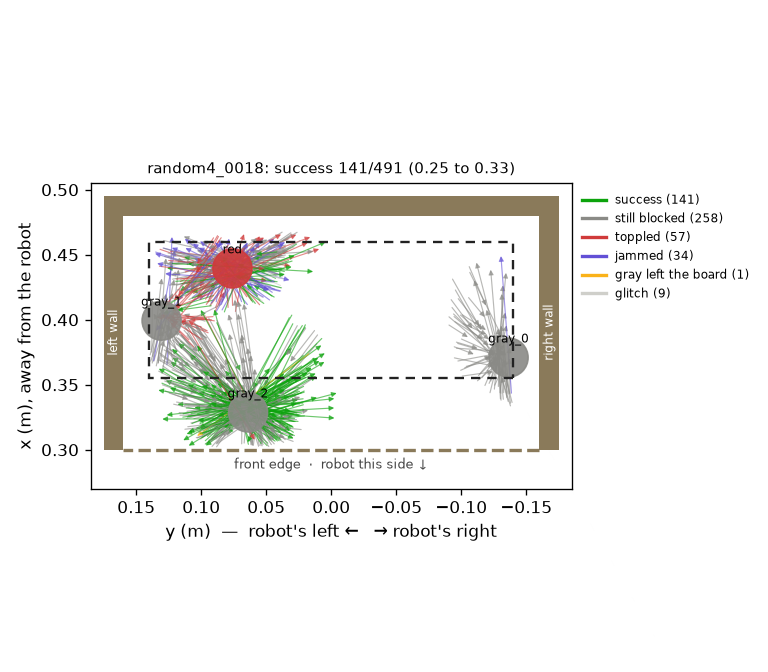 random4_0018: success 141/491 (0.25 to 0.33)
0.50
0.45
0.40
0.35
0.30
x (m), away from the robot
left wall
right wall
red
gray_1
gray_0
gray_2
front edge · robot this side ↓
0.15 0.10 0.05 0.00 −0.05 −0.10 −0.15
y (m) — robot's left ← → robot's right
success (141)
still blocked (258)
toppled (57)
jammed (34)
gray left the board (1)
glitch (9)